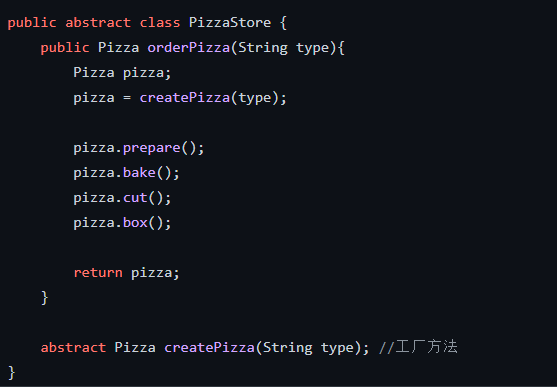 public abstract class PizzaStore {
    public Pizza orderPizza(String type){
        Pizza pizza;
        pizza = createPizza(type);

        pizza.prepare();
        pizza.bake();
        pizza.cut();
        pizza.box();

        return pizza;
    }

    abstract Pizza createPizza(String type); //工厂方法
}